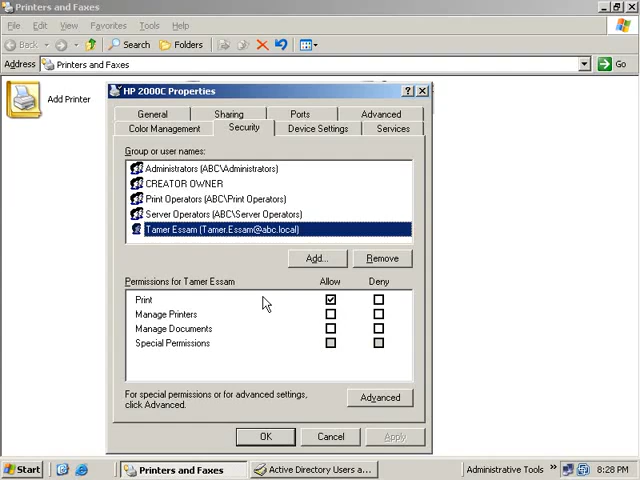 Printers and Faxes
File Edit View Favorites Tools Help
Back Search Folders
Address Printers and Faxes Go
Add Printer
HP 2000C Properties
General Sharing Ports Advanced
Color Management Security Device Settings Services
Group or user names:
Administrators (ABC\Administrators)
CREATOR OWNER
Print Operators (ABC\Print Operators)
Server Operators (ABC\Server Operators)
Tamer Essam (Tamer.Essam@abc.local)
Add... Remove
Permissions for Tamer Essam Allow Deny
Print
Manage Printers
Manage Documents
Special Permissions
For special permissions or for advanced settings,
click Advanced.
Advanced
OK Cancel Apply
Start Printers and Faxes Active Directory Users a... Administrative Tools » 8:28 PM